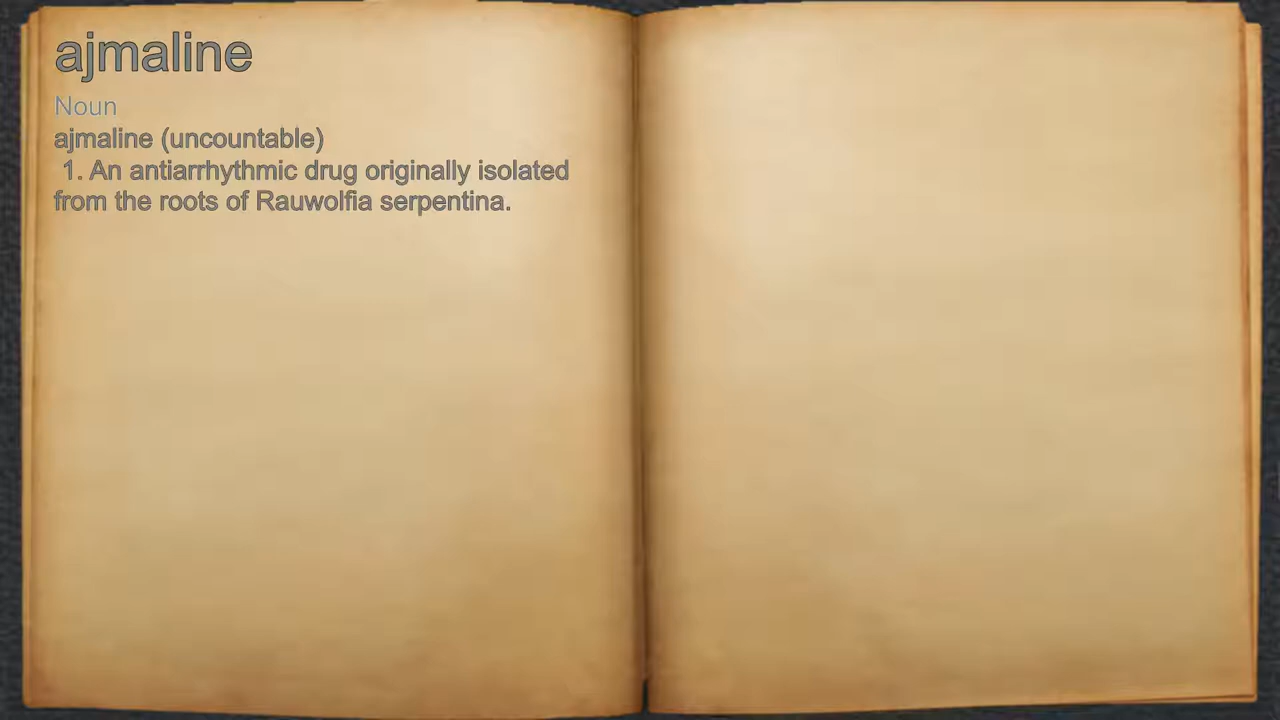 ajmaline
Noun
ajmaline (uncountable)
1. An antiarrhythmic drug originally isolated
from the roots of Rauwolfia serpentina.